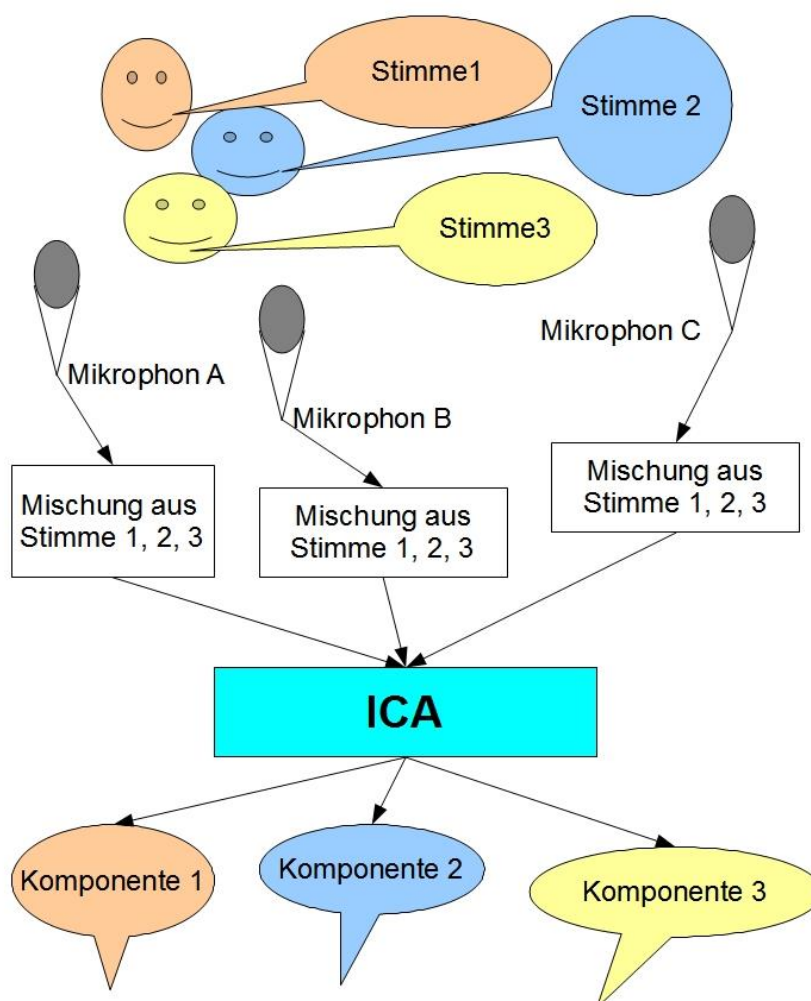 Stimme1
Stimme 2
Stimme3
Mikrophon C
Mikrophon A
Mikrophon B
Mischung aus
Stimme 1, 2, 3
Mischung aus
Stimme 1, 2, 3
Mischung aus
Stimme 1, 2, 3
ICA
Komponente 1
Komponente 2
Komponente 3